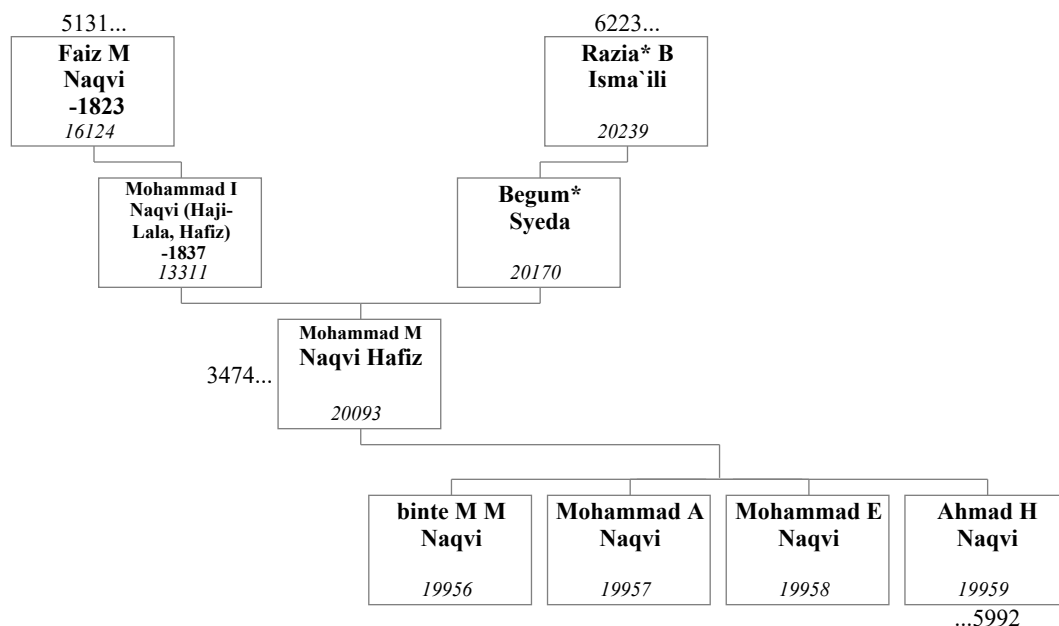 5131...
Faiz M
Naqvi
-1823
16124
6223...
Razia* B
Isma`ili
20239
Mohammad I
Naqvi (Haji-
Lala, Hafiz)
-1837
13311
Begum*
Syeda
20170
3474...
Mohammad M
Naqvi Hafiz
20093
binte M M
Naqvi
19956
Mohammad A
Naqvi
19957
Mohammad E
Naqvi
19958
Ahmad H
Naqvi
19959
...5992